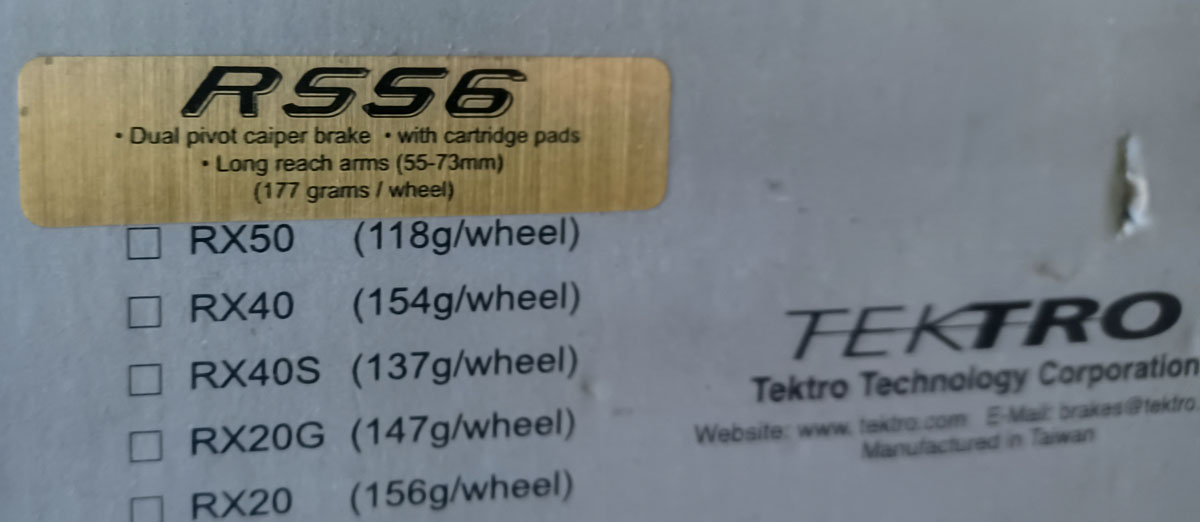 RSS6
• Dual pivot caiper brake • with cartridge pads
• Long reach arms (55-73mm)
(177 grams / wheel)
RX50 (118g/wheel)
RX40 (154g/wheel)
RX40S (137g/wheel)
RX20G (147g/wheel)
RX20 (156g/wheel)
TEKTRO
Tektro Technology Corporation
Website: www. tektro.com E-Mail: brakes@tektro
Manufactured in Taiwan